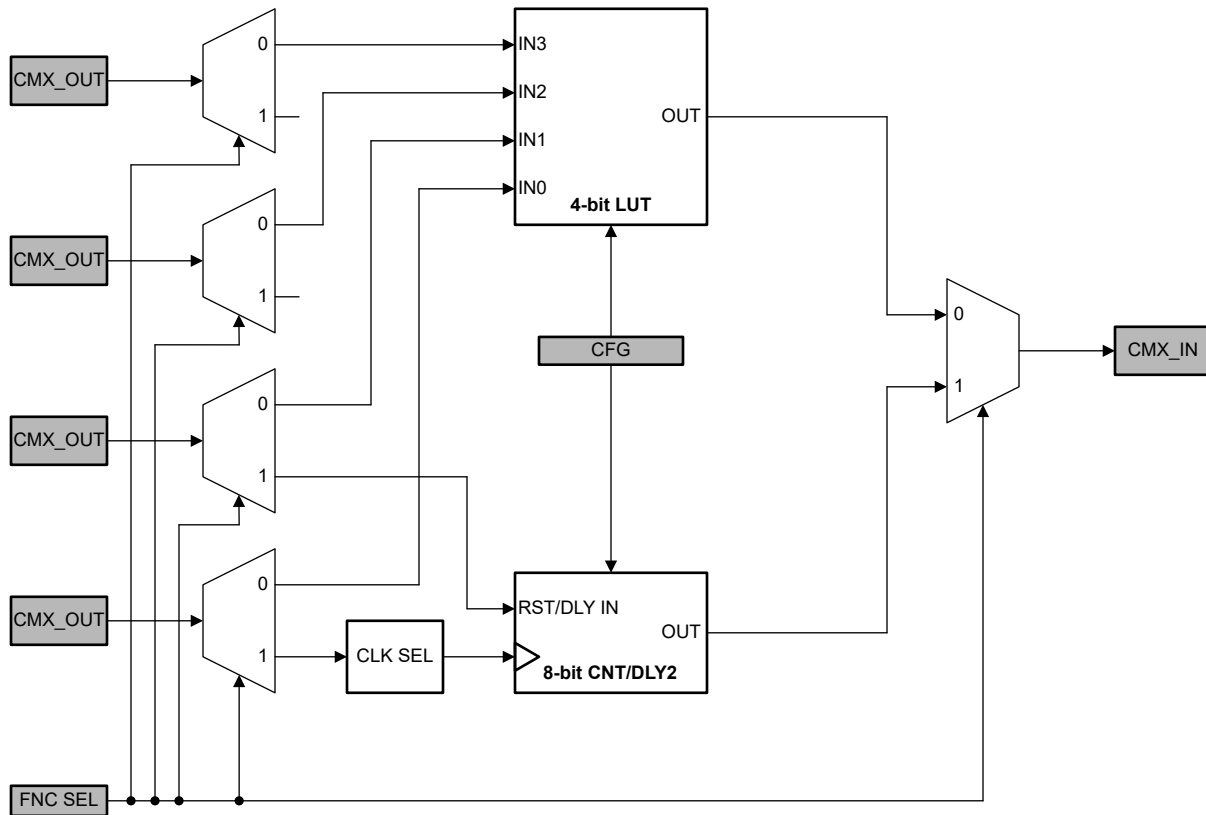 0
IN3
CMX_OUT
IN2
1
OUT
IN1
IN0
4-bit LUT
0
CMX_OUT
1
0
CFG
CMX_IN
1
0
CMX_OUT
1
0
RST/DLY IN
CMX_OUT
OUT
1
CLK SEL
8-bit CNT/DLY2
FNC SEL